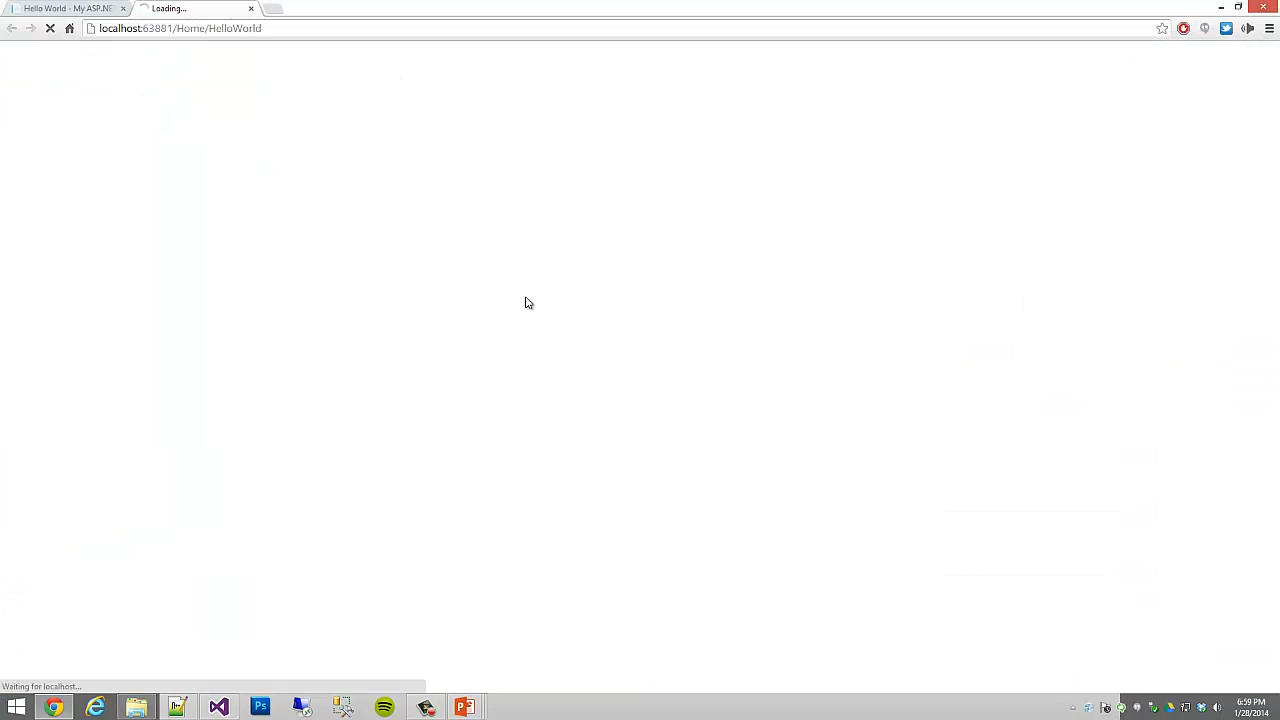 Hello World - My ASP.NE
Loading...
localhost:63881/Home/HelloWorld
Waiting for localhost...
Ps
6:59 PM
1/28/2014